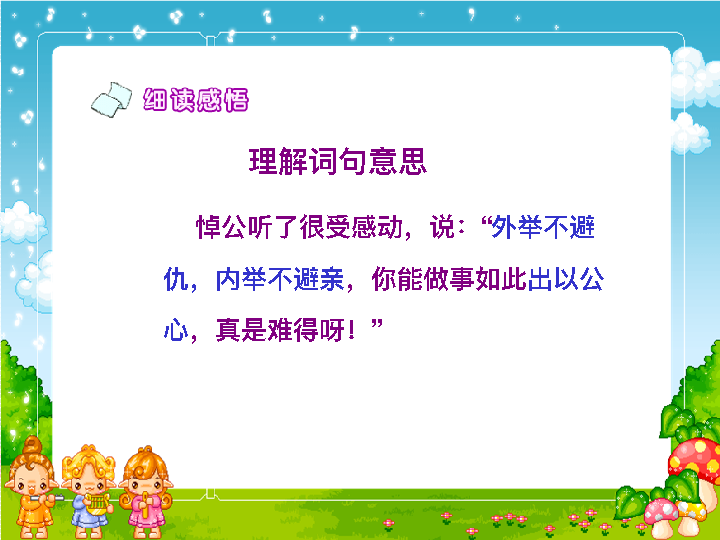 细读感悟
理解词句意思
悼公听了很受感动，说：“外举不避
仇，内举不避亲，你能做事如此出以公
心，真是难得呀！”